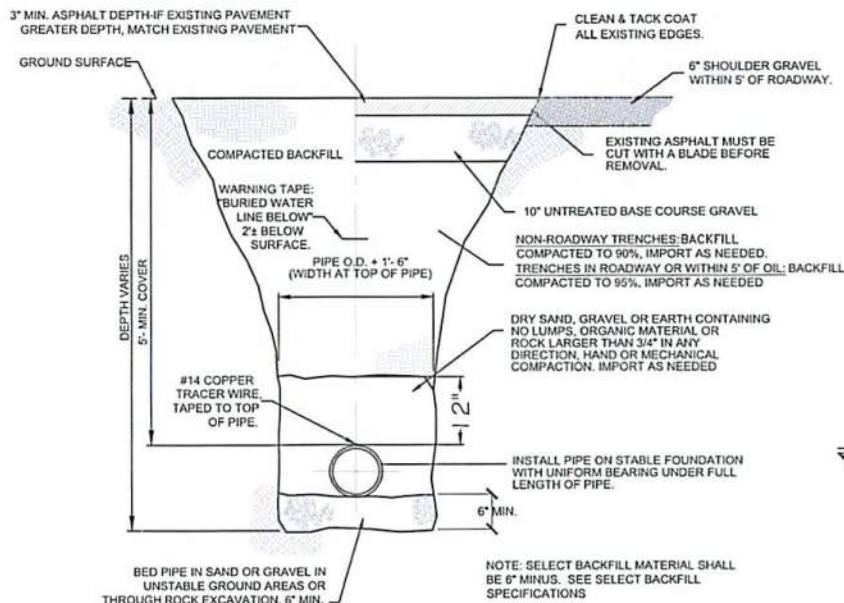 3" MIN. ASPHALT DEPTH-IF EXISTING PAVEMENT
GREATER DEPTH, MATCH EXISTING PAVEMENT
CLEAN & TACK COAT
ALL EXISTING EDGES.
GROUND SURFACE
6" SHOULDER GRAVEL
WITHIN 5' OF ROADWAY.
COMPACTED BACKFILL
EXISTING ASPHALT MUST BE
CUT WITH A BLADE BEFORE
REMOVAL.
WARNING TAPE:
"BURIED WATER
LINE BELOW"
2'± BELOW
SURFACE.
10" UNTREATED BASE COURSE GRAVEL
NON-ROADWAY TRENCHES: BACKFILL
COMPACTED TO 90%, IMPORT AS NEEDED.
TRENCHES IN ROADWAY OR WITHIN 5' OF OIL: BACKFILL
COMPACTED TO 95%, IMPORT AS NEEDED
PIPE O.D. + 1'- 6"
(WIDTH AT TOP OF PIPE)
DEPTH VARIES
5'- MIN. COVER
DRY SAND, GRAVEL OR EARTH CONTAINING
NO LUMPS, ORGANIC MATERIAL OR
ROCK LARGER THAN 3/4" IN ANY
DIRECTION, HAND OR MECHANICAL
COMPACTION. IMPORT AS NEEDED
#14 COPPER
TRACER WIRE,
TAPED TO TOP
OF PIPE.
12"
INSTALL PIPE ON STABLE FOUNDATION
WITH UNIFORM BEARING UNDER FULL
LENGTH OF PIPE.
6" MIN.
BED PIPE IN SAND OR GRAVEL IN
UNSTABLE GROUND AREAS OR
THROUGH ROCK EXCAVATION, 6" MIN.
NOTE: SELECT BACKFILL MATERIAL SHALL
BE 6" MINUS. SEE SELECT BACKFILL
SPECIFICATIONS